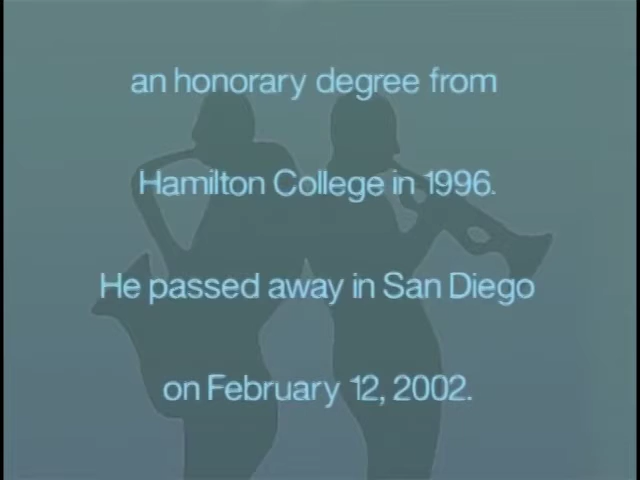 an honorary degree from
Hamilton College in 1996.
He passed away in San Diego
on February 12, 2002.